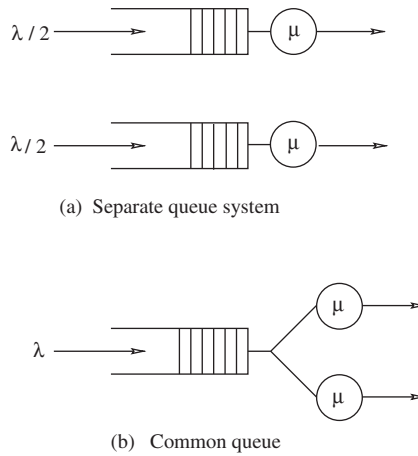 λ / 2
μ
λ / 2
μ
(a) Separate queue system
μ
λ
μ
(b) Common queue